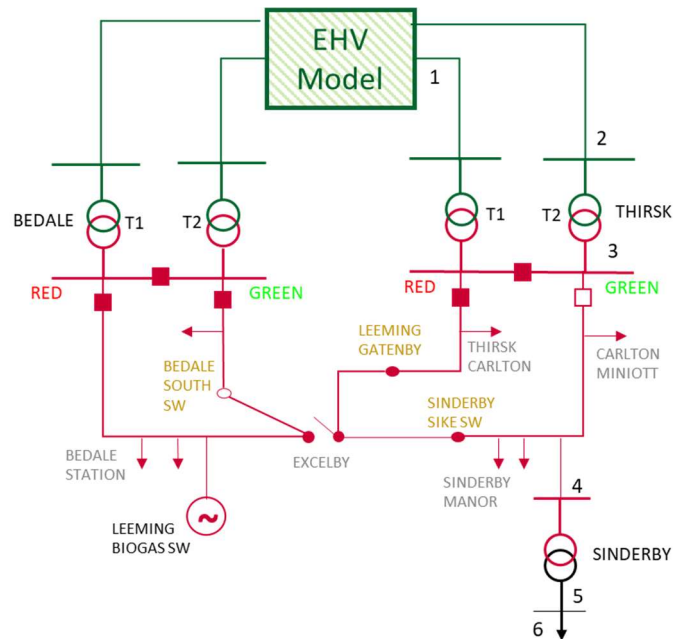 EHV
Model
1
2
BEDALE
T1
T2
T1
T2
THIRSK
3
RED
GREEN
RED
GREEN
LEEMING
GATENBY
BEDALE
SOUTH
SW
THIRSK
CARLTON
CARLTON
MINIOTT
SINDERBY
SIKE SW
BEDALE
STATION
EXCELBY
SINDERBY
MANOR
4
LEEMING
BIOGAS SW
~
SINDERBY
5
6